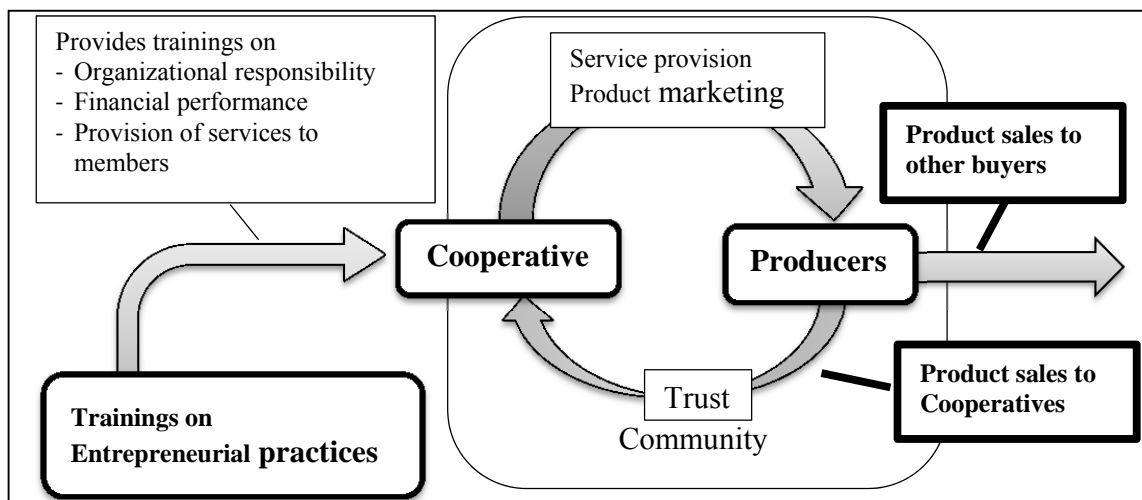 Provides trainings on
- Organizational responsibility
- Financial performance
- Provision of services to
members
Service provision
Product marketing
Product sales to
other buyers
Cooperative
Producers
Trainings on
Entrepreneurial practices
Trust
Community
Product sales to
Cooperatives